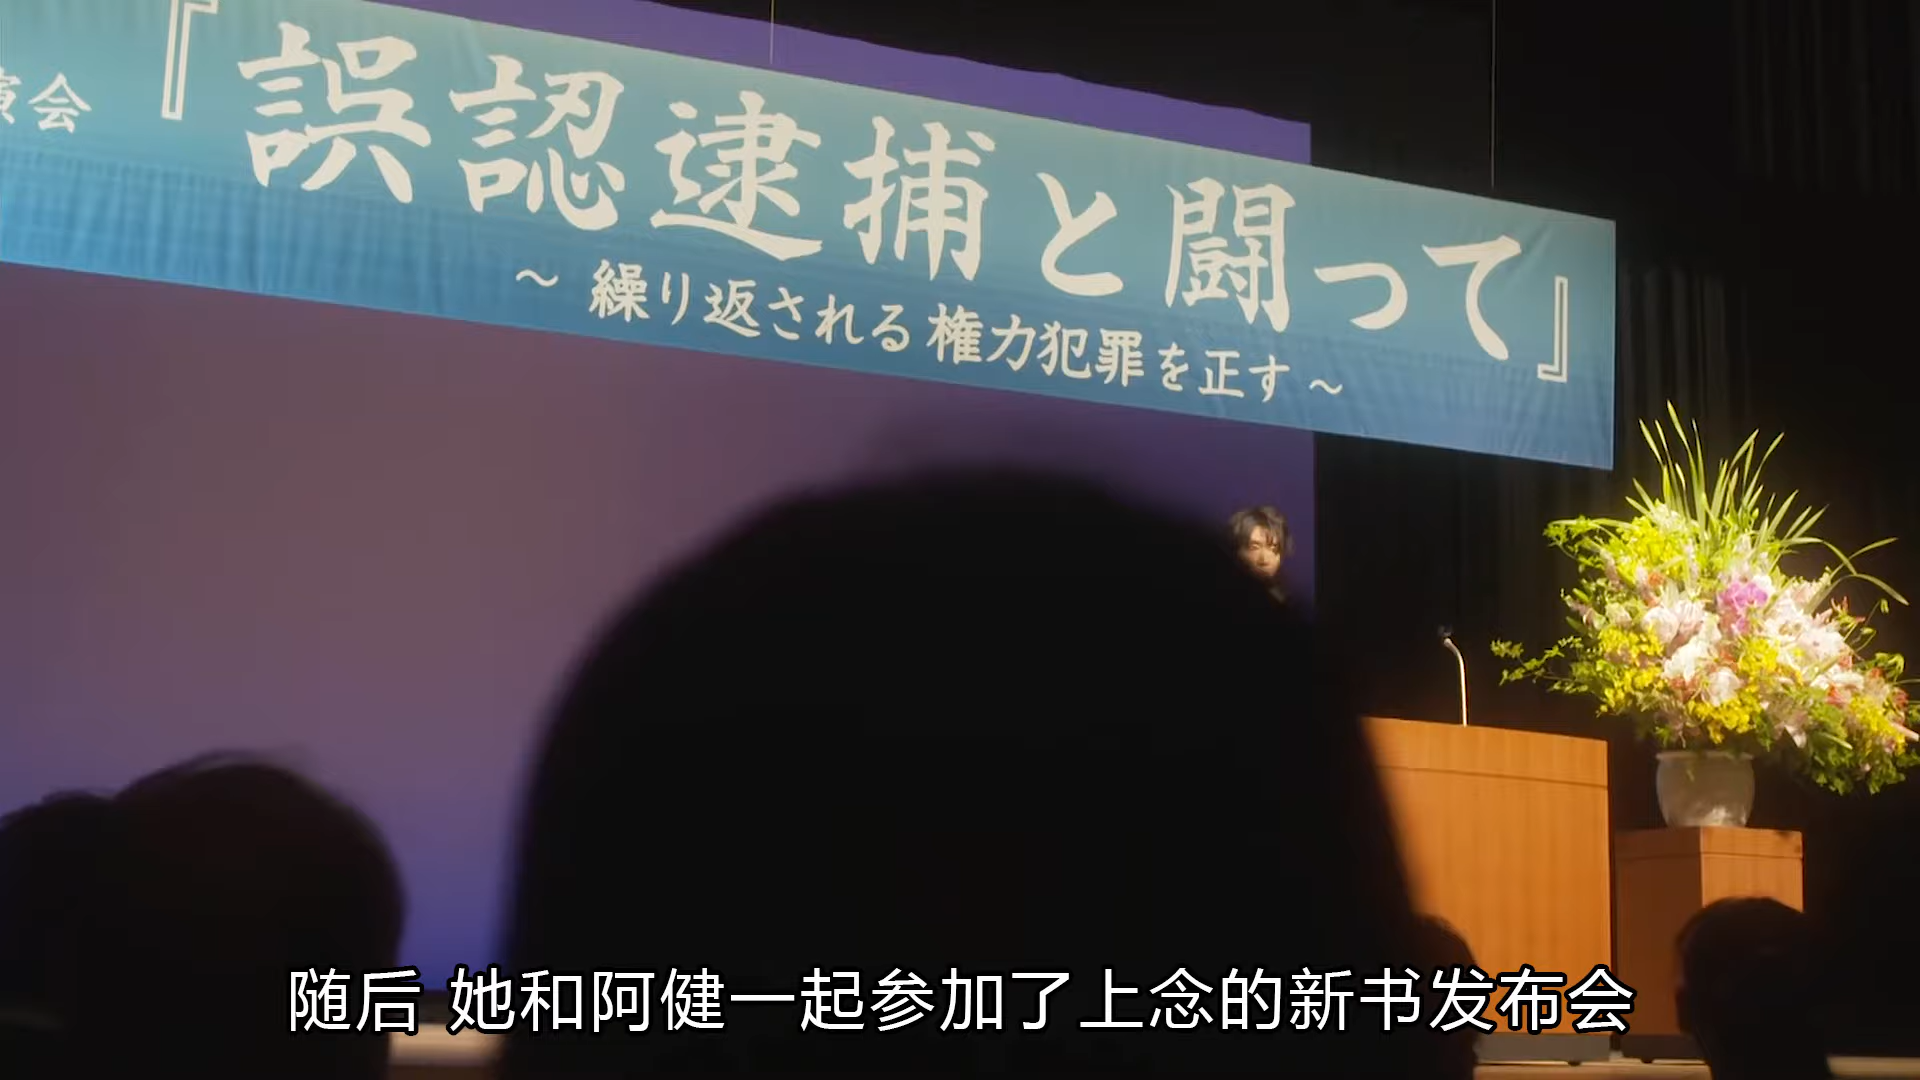 演会『誤認逮捕と闘って』
～繰り返される権力犯罪を正す～
随后 她和阿健一起参加了上念的新书发布会